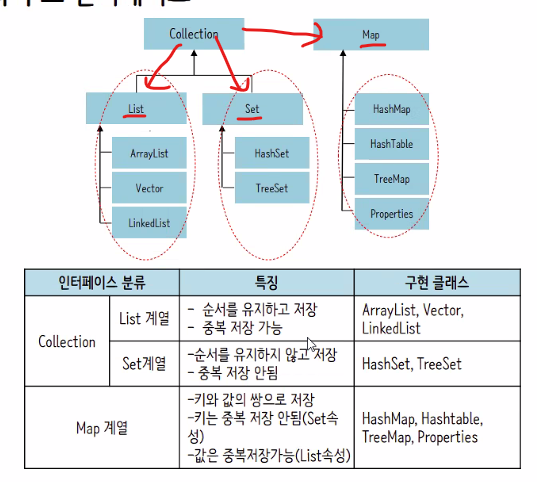 Collection
Map
List
Set
ArrayList
Vector
LinkedList
HashSet
TreeSet
HashMap
HashTable
TreeMap
Properties
인터페이스 분류
특징
구현 클래스
Collection
List 계열
- 순서를 유지하고 저장
- 중복 저장 가능
ArrayList, Vector,
LinkedList
Set계열
-순서를 유지하지 않고 저장
- 중복 저장 안됨
HashSet, TreeSet
Map 계열
-키와 값의 쌍으로 저장
-키는 중복 저장 안됨(Set속
성)
-값은 중복저장가능(List속성)
HashMap, Hashtable,
TreeMap, Properties